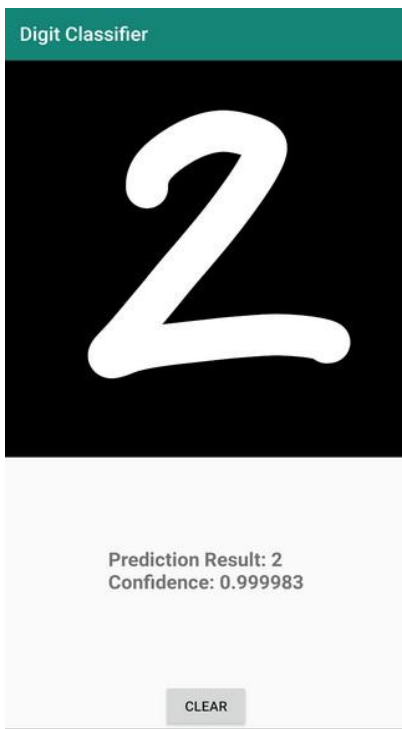 Digit Classifier
2
Prediction Result: 2
Confidence: 0.999983
CLEAR